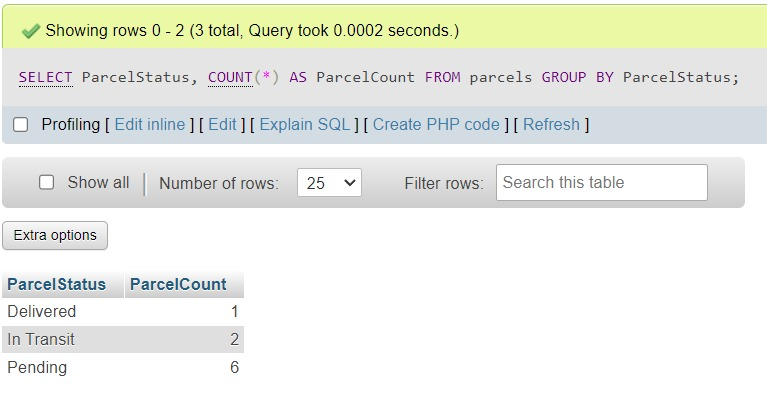 Showing rows 0 - 2 (3 total, Query took 0.0002 seconds.)
SELECT ParcelStatus, COUNT(*) AS ParcelCount FROM parcels GROUP BY ParcelStatus;
Profiling [ Edit inline ] [ Edit ] [ Explain SQL ] [ Create PHP code ] [ Refresh ]
Show all | Number of rows: 25 Filter rows: Search this table
Extra options
ParcelStatus ParcelCount
Delivered 1
In Transit 2
Pending 6